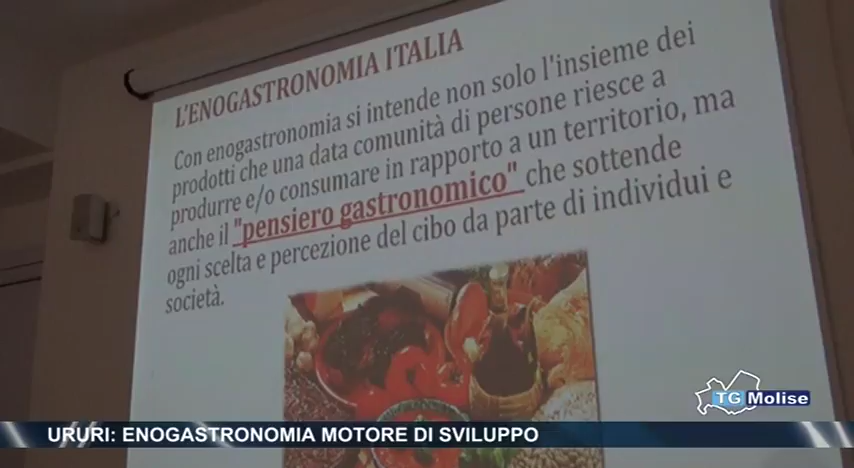 L'ENOGASTRONOMIA ITALIA
Con enogastronomia si intende non solo l'insieme dei
prodotti che una data comunità di persone riesce a
produrre e/o consumare in rapporto a un territorio, ma
anche il "pensiero gastronomico" che sottende
ogni scelta e percezione del cibo da parte di individui e
società.
TG Molise
URURI: ENOGASTRONOMIA MOTORE DI SVILUPPO